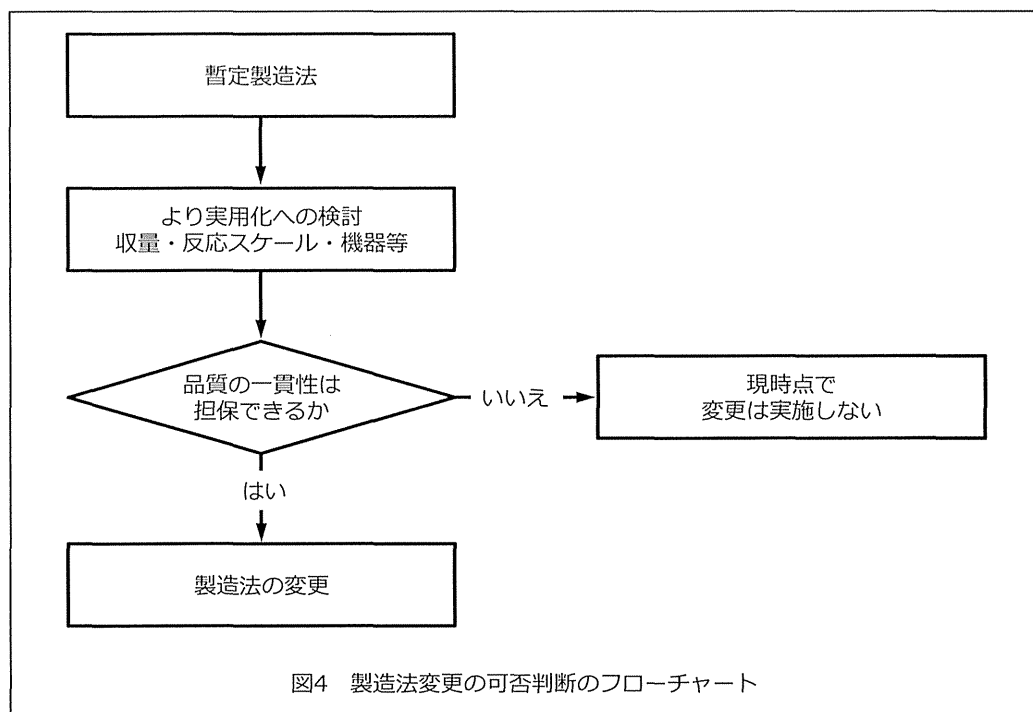 暫定製造法
より実用化への検討
収量・反応スケール・機器等
品質の一貫性は
担保できるか
いいえ
現時点で
変更は実施しない
はい
製造法の変更
図4 製造法変更の可否判断のフローチャート